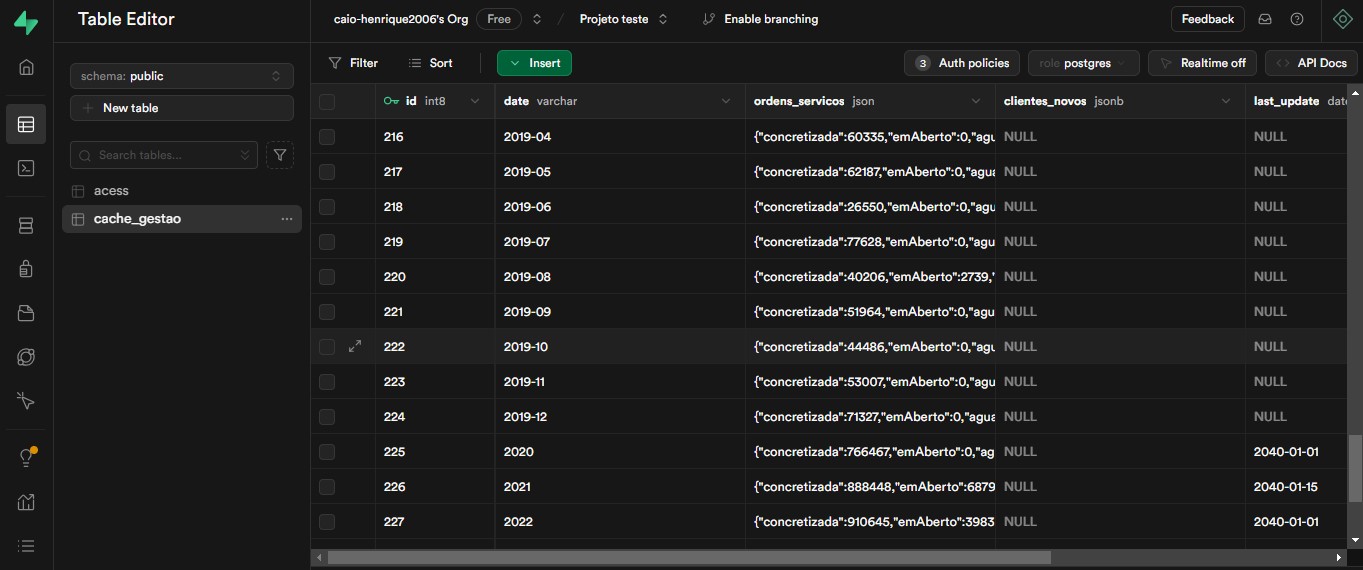 Table Editor
caio-henrique2006's Org Free / Projeto teste Enable branching Feedback
schema: public
New table
Search tables...
acess
cache_gestao
Filter Sort Insert 3 Auth policies role postgres Realtime off API Docs
id int8 date varchar ordens_servicos json clientes_novos jsonb last_update date
216 2019-04 {"concretizada":60335,"emAberto":0,"agu NULL NULL
217 2019-05 {"concretizada":62187,"emAberto":0,"agua NULL NULL
218 2019-06 {"concretizada":26550,"emAberto":0,"agu NULL NULL
219 2019-07 {"concretizada":77628,"emAberto":0,"agu NULL NULL
220 2019-08 {"concretizada":40206,"emAberto":2739," NULL NULL
221 2019-09 {"concretizada":51964,"emAberto":0,"agu NULL NULL
222 2019-10 {"concretizada":44486,"emAberto":0,"agu NULL NULL
223 2019-11 {"concretizada":53007,"emAberto":0,"agu NULL NULL
224 2019-12 {"concretizada":71327,"emAberto":0,"agua NULL NULL
225 2020 {"concretizada":766467,"emAberto":0,"ag NULL 2040-01-01
226 2021 {"concretizada":888448,"emAberto":6879 NULL 2040-01-15
227 2022 {"concretizada":910645,"emAberto":3983 NULL 2040-01-01